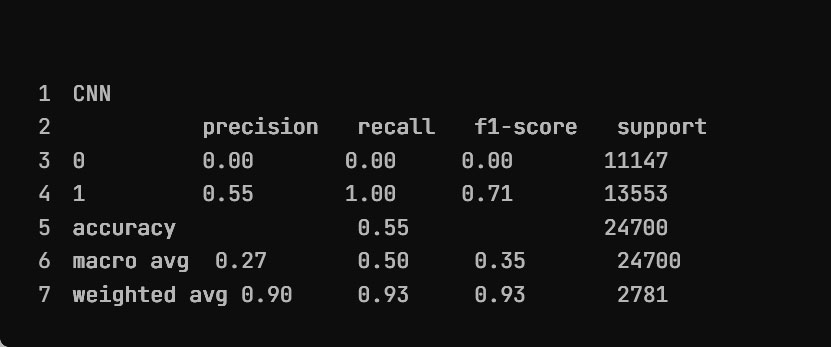 1 CNN
2 precision recall f1-score support
3 0 0.00 0.00 0.00 11147
4 1 0.55 1.00 0.71 13553
5 accuracy 0.55 24700
6 macro avg 0.27 0.50 0.35 24700
7 weighted avg 0.90 0.93 0.93 2781